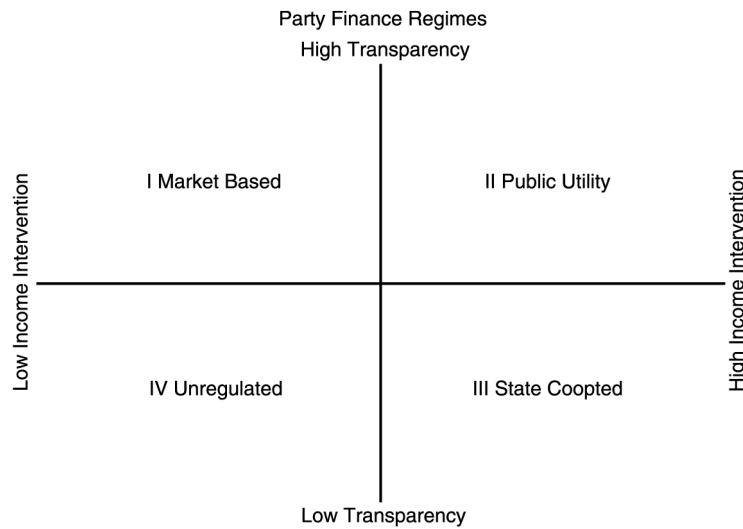 Party Finance Regimes
High Transparency
I Market Based
II Public Utility
Low Income Intervention
High Income Intervention
IV Unregulated
III State Coopted
Low Transparency